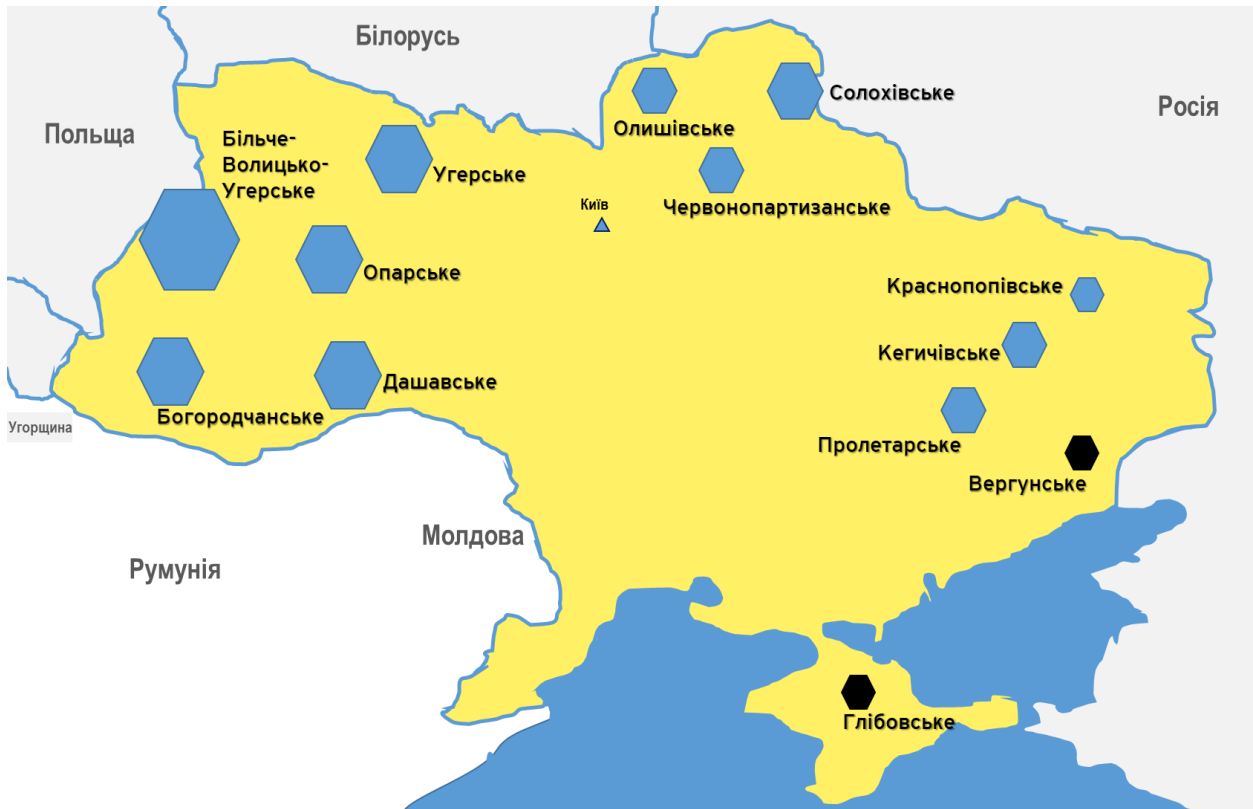 Білорусь
Польща
Росія
Солохівське
Олишівське
Більче-
Волицько-
Угерське
Угерське
Червонопартизанське
Київ
Опарське
Краснопопівське
Кегичівське
Дашавське
Богородчанське
Угорщина
Пролетарське
Вергунське
Молдова
Румунія
Глібовське